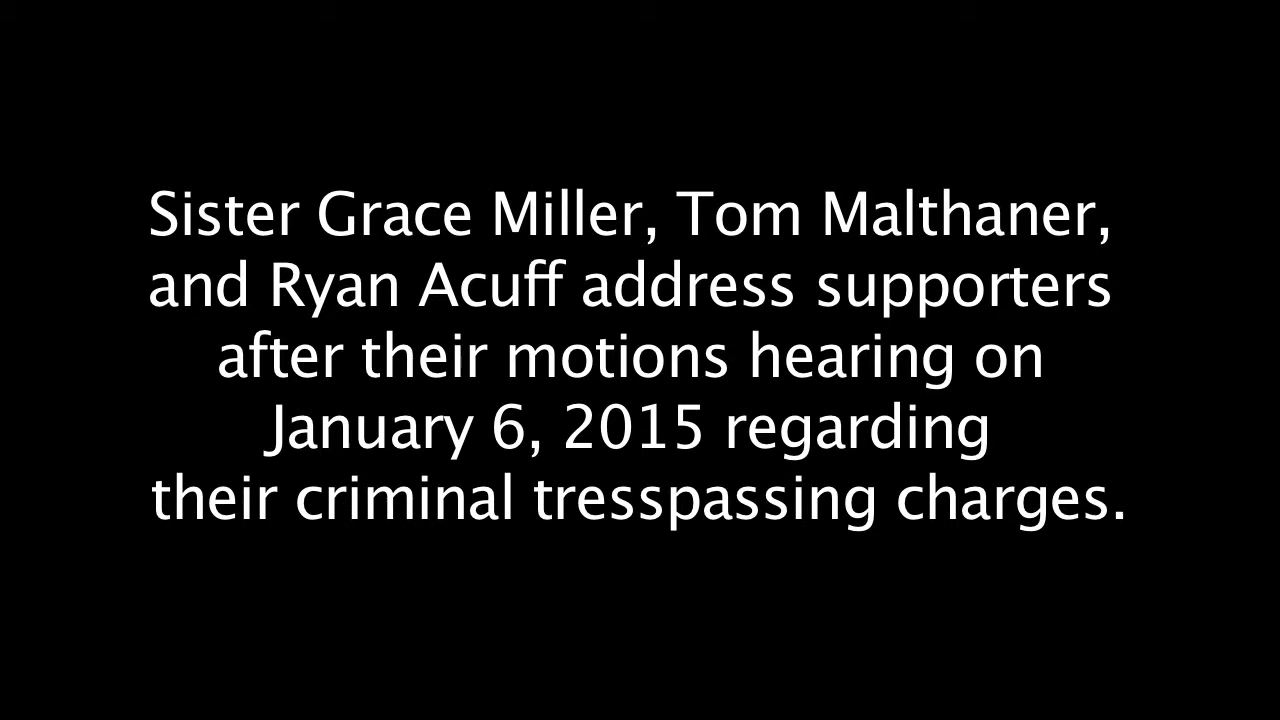 Sister Grace Miller, Tom Malthaner,
and Ryan Acuff address supporters
after their motions hearing on
January 6, 2015 regarding
their criminal tresspassing charges.